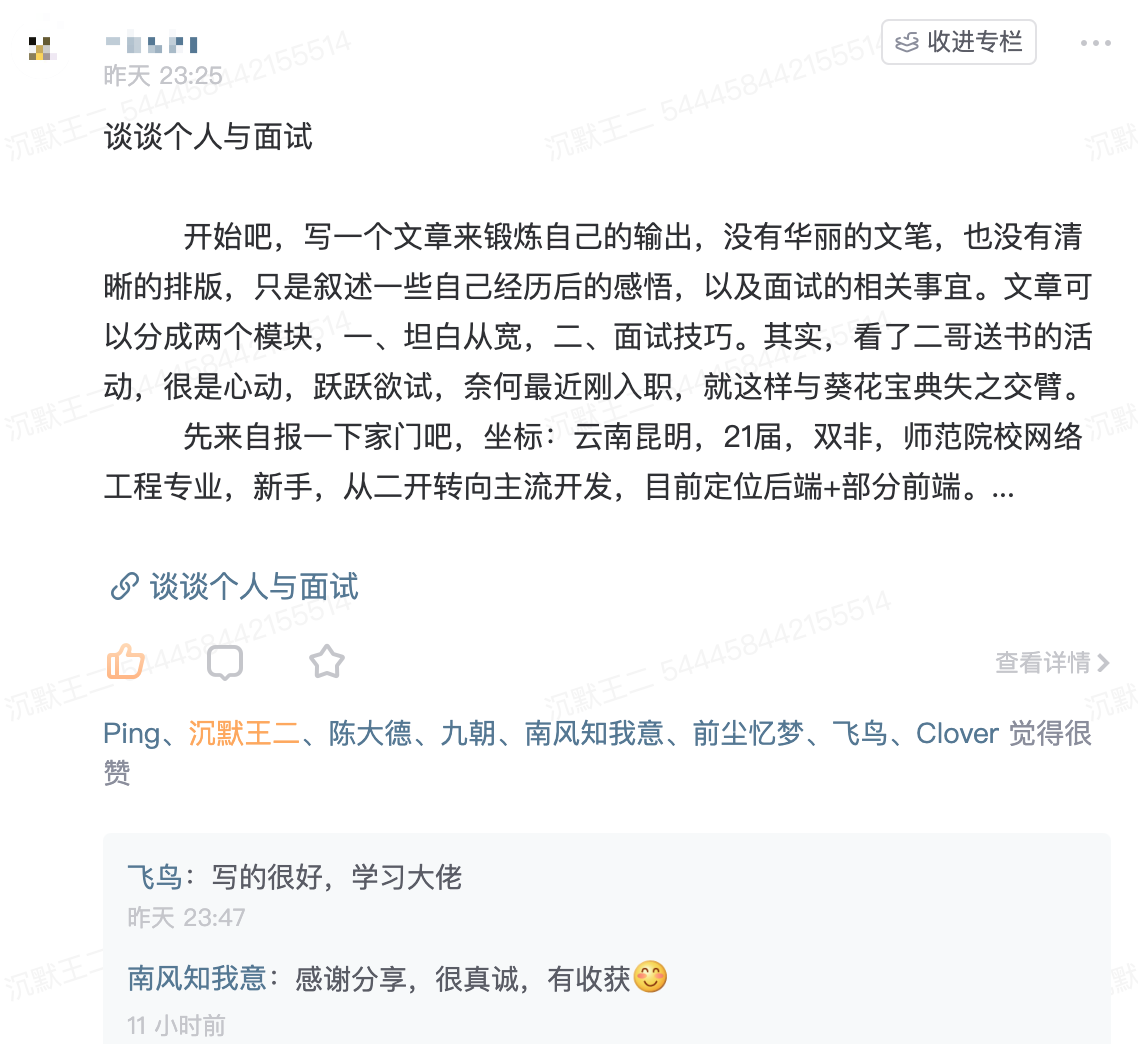 收进专栏
昨天 23:25
谈谈个人与面试
开始吧，写一个文章来锻炼自己的输出，没有华丽的文笔，也没有清
晰的排版，只是叙述一些自己经历后的感悟，以及面试的相关事宜。文章可
以分成两个模块，一、坦白从宽，二、面试技巧。其实，看了二哥送书的活
动，很是心动，跃跃欲试，奈何最近刚入职，就这样与葵花宝典失之交臂。
先来自报一下家门吧，坐标：云南昆明，21届，双非，师范院校网络
工程专业，新手，从二开转向主流开发，目前定位后端+部分前端。...
谈谈个人与面试
查看详情
Ping、沉默王二、陈大德、九朝、南风知我意、前尘忆梦、飞鸟、Clover 觉得很
赞
飞鸟：写的很好，学习大佬
昨天 23:47
南风知我意：感谢分享，很真诚，有收获😊
11 小时前
沉默王二 544458442155514